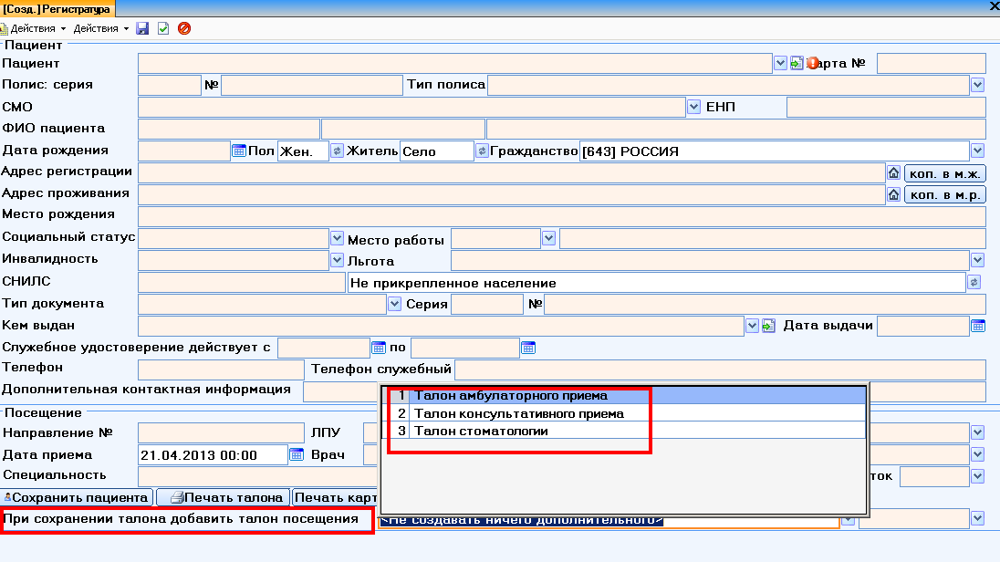 [Созд.]Регистратура
Действия Действия
Пациент
Пациент арта №
Полис: серия № Тип полиса
СМО ЕНП
ФИО пациента
Дата рождения Пол Жен. Житель Село Гражданство [643] РОССИЯ
Адрес регистрации коп. в м.ж.
Адрес проживания коп. в м.р.
Место рождения
Социальный статус Место работы
Инвалидность Льгота
СНИЛС Не прикрепленное население
Тип документа Серия №
Кем выдан Дата выдачи
Служебное удостоверение действует с по
Телефон Телефон служебный
Дополнительная контактная информация
1 Талон амбулаторного приема
Посещение 2 Талон консультативного приема
Направление № ЛПУ 3 Талон стоматологии
Дата приема 21.04.2013 00:00 Врач
Специальность ток
Сохранить пациента Печать талона Печать карт
При сохранении талона добавить талон посещения <Не создавать ничего дополнительного>